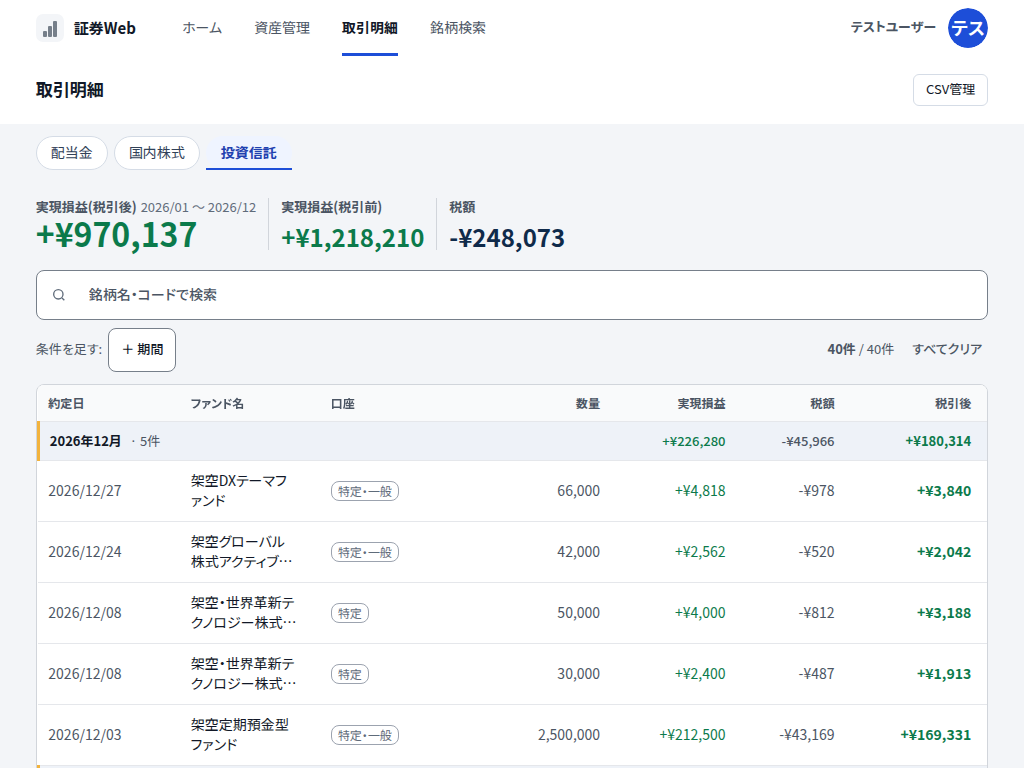 証券Web ホーム 資産管理 取引明細 銘柄検索 テストユーザー テス
取引明細 CSV管理
配当金 国内株式 投資信託
実現損益(税引後) 2026/01 〜 2026/12 実現損益(税引前) 税額
+¥970,137 +¥1,218,210 -¥248,073
銘柄名・コードで検索
条件を足す: ＋ 期間 40件 / 40件 すべてクリア
約定日 ファンド名 口座 数量 実現損益 税額 税引後
2026年12月 · 5件 +¥226,280 -¥45,966 +¥180,314
2026/12/27 架空DXテーマフ
ァンド 特定・一般 66,000 +¥4,818 -¥978 +¥3,840
2026/12/24 架空グローバル
株式アクティブ… 特定・一般 42,000 +¥2,562 -¥520 +¥2,042
2026/12/08 架空・世界革新テ
クノロジー株式… 特定 50,000 +¥4,000 -¥812 +¥3,188
2026/12/08 架空・世界革新テ
クノロジー株式… 特定 30,000 +¥2,400 -¥487 +¥1,913
2026/12/03 架空定期預金型
ファンド 特定・一般 2,500,000 +¥212,500 -¥43,169 +¥169,331